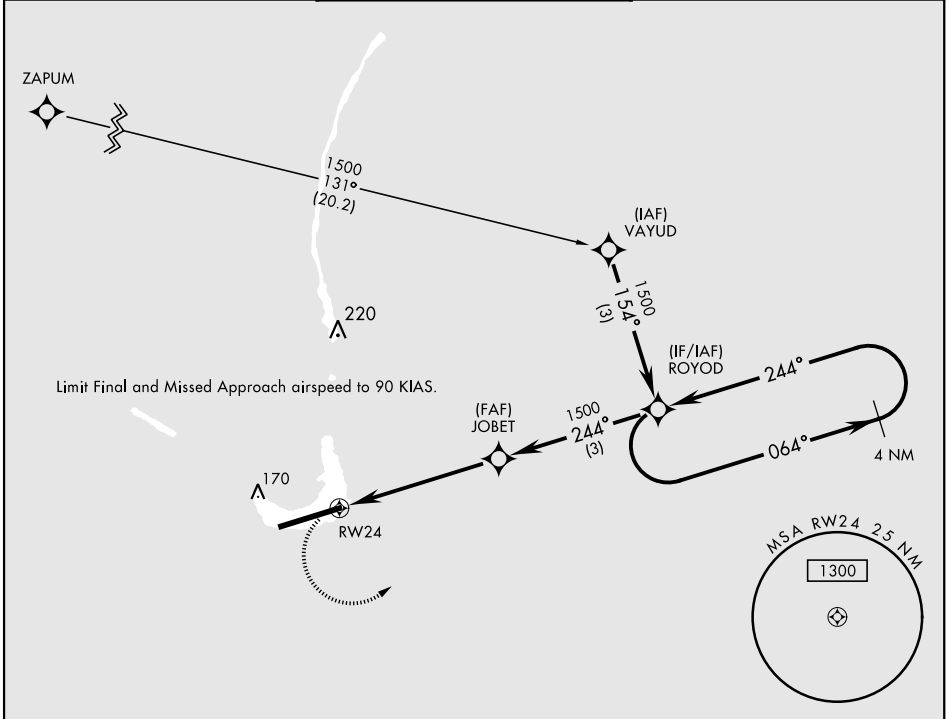 ZAPUM
1500
131°
(20.2)
(IAF)
VAYUD
1500
154°
(3)
220
(IF/IAF)
ROYOD
244°
Limit Final and Missed Approach airspeed to 90 KIAS.
(FAF)
JOBET
1500
244°
(3)
064°
4 NM
170
RW24
MSA RW24 25 NM
1300